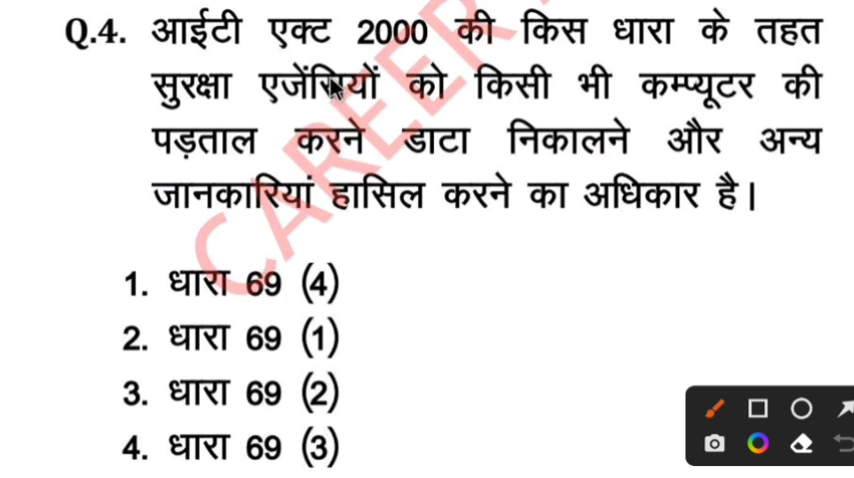 Q.4. आईटी एक्ट 2000 की किस धारा के तहत
सुरक्षा एजेंसियों को किसी भी कम्प्यूटर की
पड़ताल करने डाटा निकालने और अन्य
जानकारियां हासिल करने का अधिकार है।
CAREER
1. धारा 69 (4)
2. धारा 69 (1)
3. धारा 69 (2)
4. धारा 69 (3)